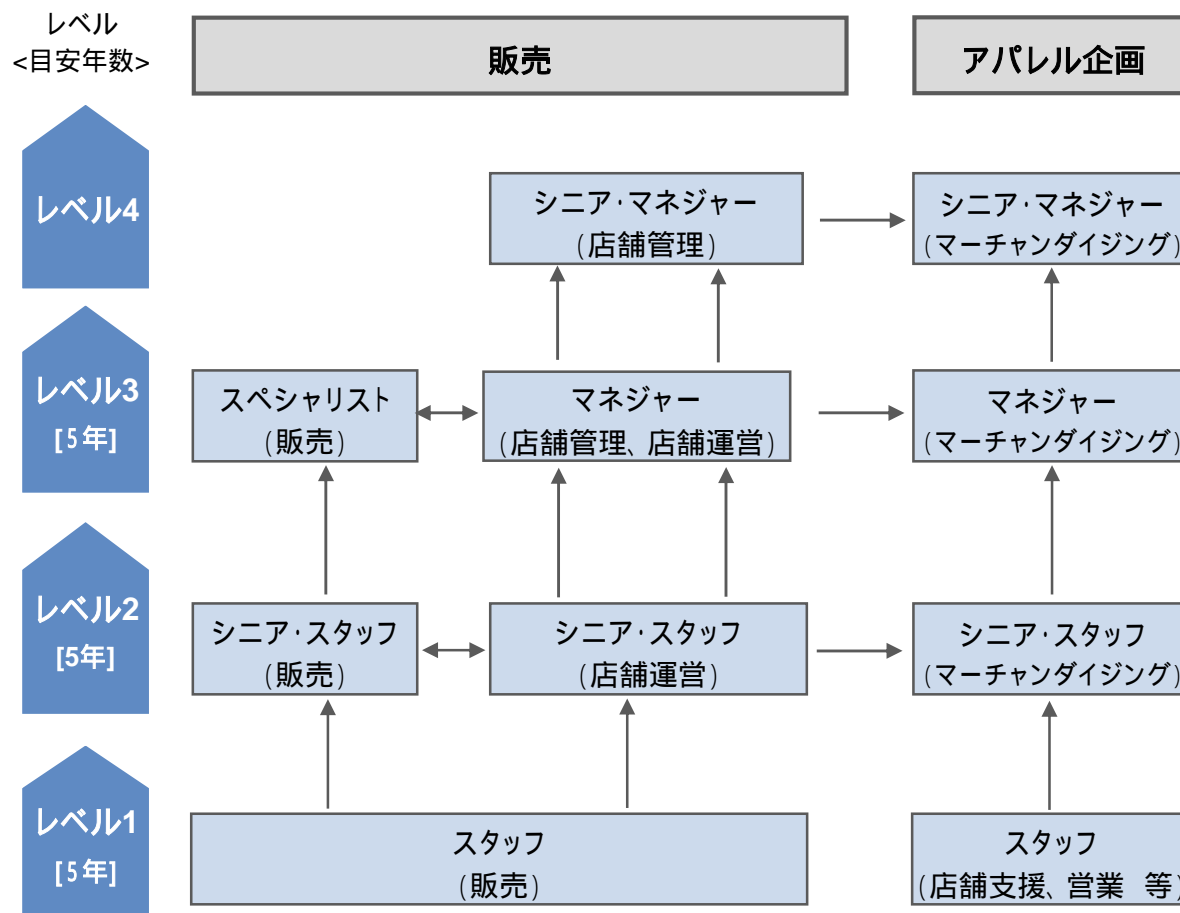 レベル
<目安年数>
販売
アパレル企画
レベル4
シニア・マネジャー
(店舗管理)
シニア・マネジャー
(マーチャンダイジング)
レベル3
[5年]
スペシャリスト
(販売)
マネジャー
(店舗管理、店舗運営)
マネジャー
(マーチャンダイジング)
レベル2
[5年]
シニア・スタッフ
(販売)
シニア・スタッフ
(店舗運営)
シニア・スタッフ
(マーチャンダイジング)
レベル1
[5年]
スタッフ
(販売)
スタッフ
(店舗支援、営業 等)